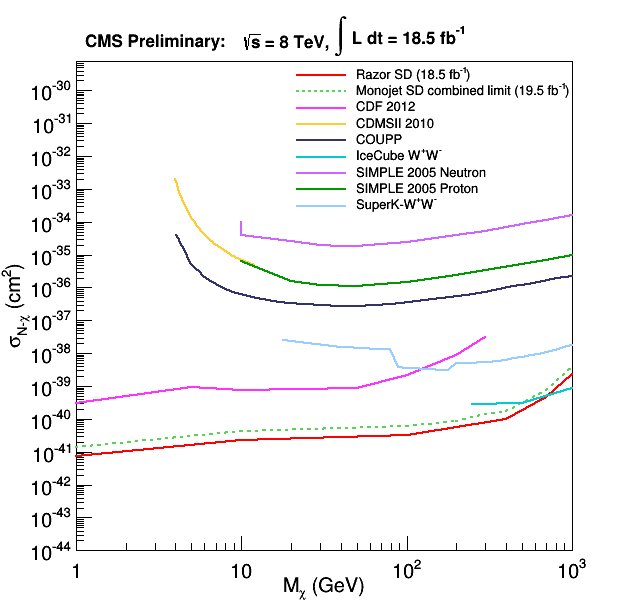 CMS Preliminary: √s = 8 TeV, ∫ L dt = 18.5 fb⁻¹
Razor SD (18.5 fb⁻¹)
Monojet SD combined limit (19.5 fb⁻¹)
CDF 2012
CDMSII 2010
COUPP
IceCube W⁺W⁻
SIMPLE 2005 Neutron
SIMPLE 2005 Proton
SuperK-W⁺W⁻
σN-χ (cm²)
10⁻³⁰
10⁻³¹
10⁻³²
10⁻³³
10⁻³⁴
10⁻³⁵
10⁻³⁶
10⁻³⁷
10⁻³⁸
10⁻³⁹
10⁻⁴⁰
10⁻⁴¹
10⁻⁴²
10⁻⁴³
10⁻⁴⁴
1 10 10² 10³
Mχ (GeV)